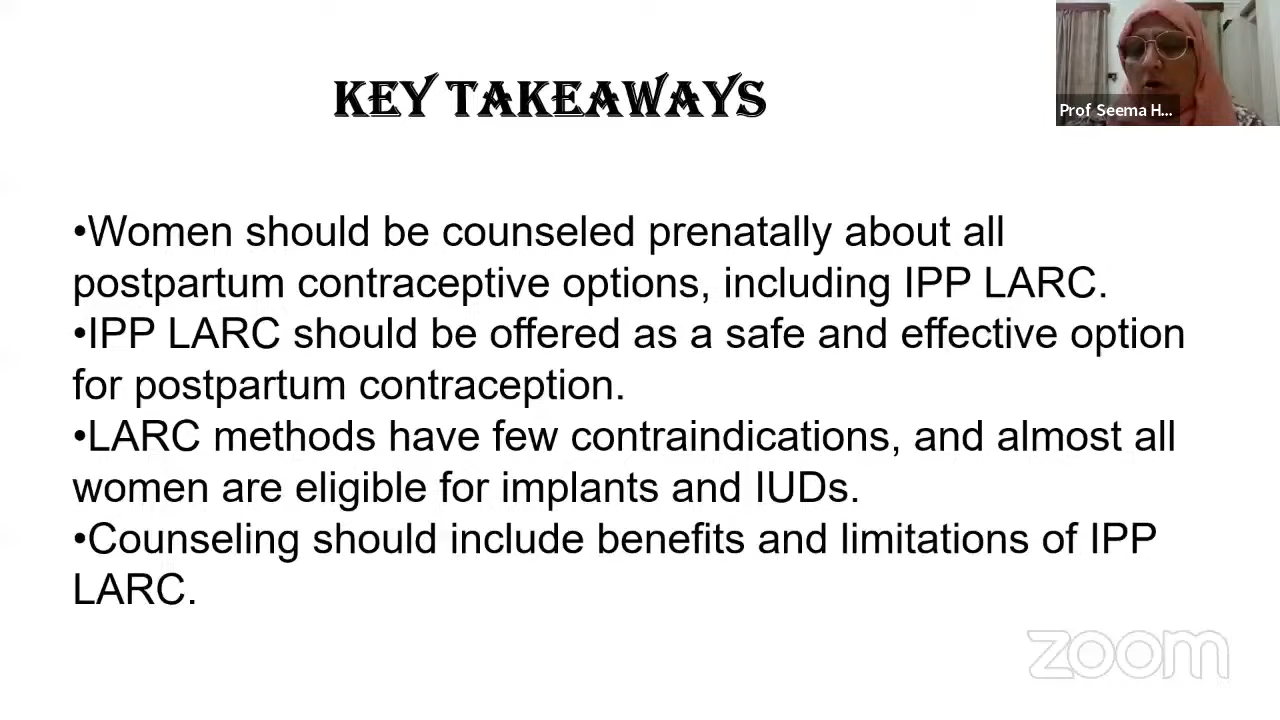 KEY TAKEAWAYS
Prof Seema H...
•Women should be counseled prenatally about all
postpartum contraceptive options, including IPP LARC.
•IPP LARC should be offered as a safe and effective option
for postpartum contraception.
•LARC methods have few contraindications, and almost all
women are eligible for implants and IUDs.
•Counseling should include benefits and limitations of IPP
LARC.
zoom